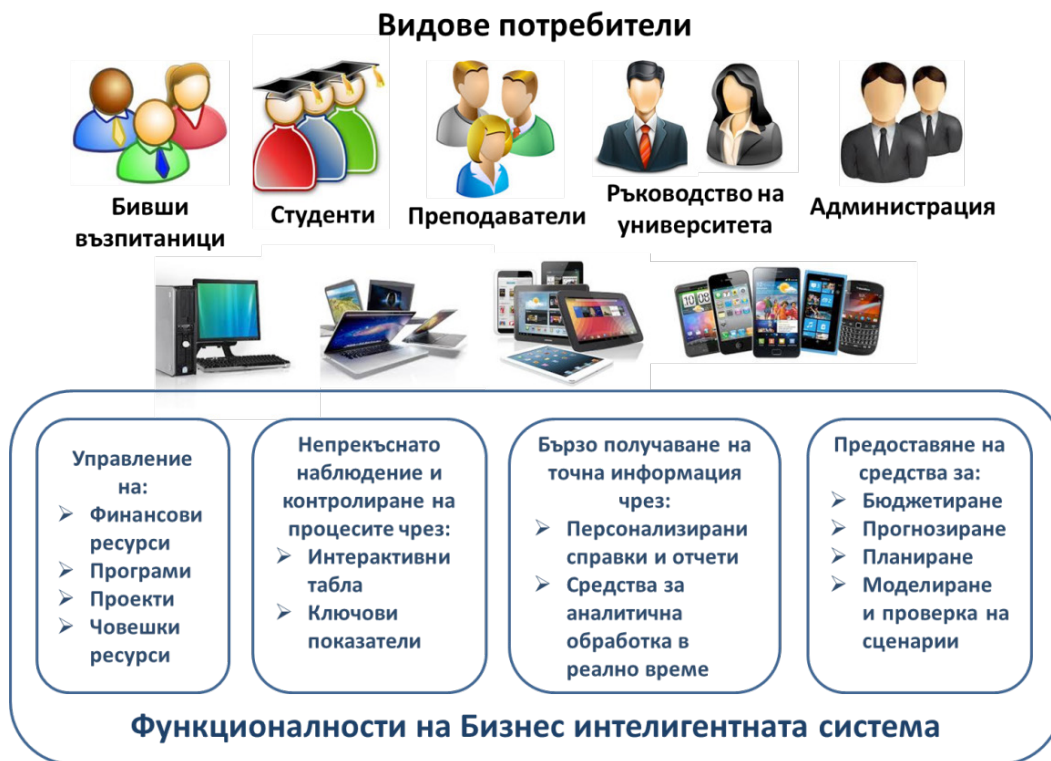 Видове потребители
Бивши
възпитаници
Студенти
Преподаватели
Ръководство на
университета
Администрация
Управление
на:
➢ Финансови
ресурси
➢ Програми
➢ Проекти
➢ Човешки
ресурси
Непрекъснато
наблюдение и
контролиране на
процесите чрез:
➢ Интерактивни
табла
➢ Ключови
показатели
Бързо получаване на
точна информация
чрез:
➢ Персонализирани
справки и отчети
➢ Средства за
аналитична
обработка в
реално време
Предоставяне на
средства за:
➢ Бюджетиране
➢ Прогнозиране
➢ Планиране
➢ Моделиране
и проверка на
сценарии
Функционалности на Бизнес интелигентната система